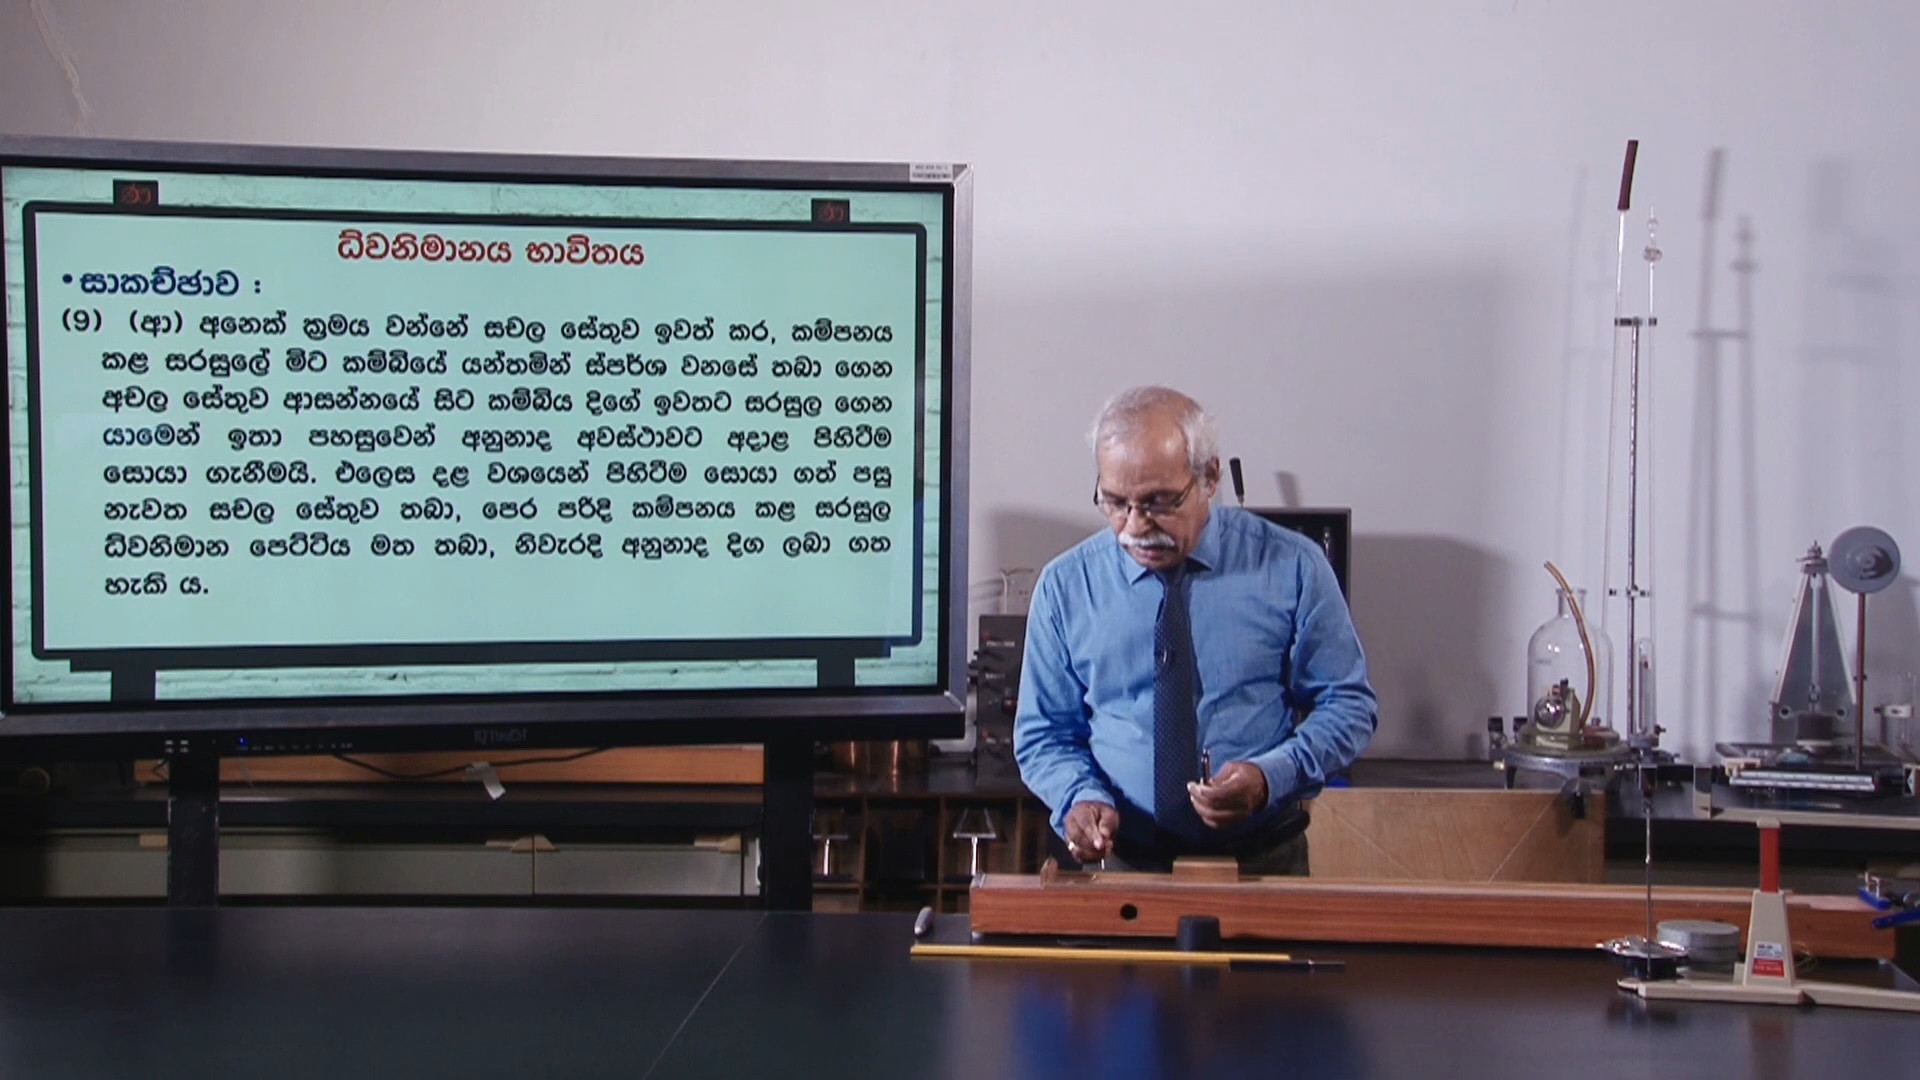 ධ්වනිමානය භාවිතය
• සාකච්ඡාව :
(9) (ආ) අනෙක් ක්‍රමය වන්නේ සචල සේතුව ඉවත් කර, කම්පනය
කළ සරසුලේ මිට කම්බියේ යන්තමින් ස්පර්ශ වනසේ තබා ගෙන
අචල සේතුව ආසන්නයේ සිට කම්බිය දිගේ ඉවතට සරසුල ගෙන
යාමෙන් ඉතා පහසුවෙන් අනුනාද අවස්ථාවට අදාළ පිහිටීම
සොයා ගැනීමයි. එලෙස දළ වශයෙන් පිහිටීම සොයා ගත් පසු
නැවත සචල සේතුව තබා, පෙර පරිදි කම්පනය කළ සරසුල
ධ්වනිමාන පෙට්ටිය මත තබා, නිවැරදි අනුනාද දිග ලබා ගත
හැකි ය.